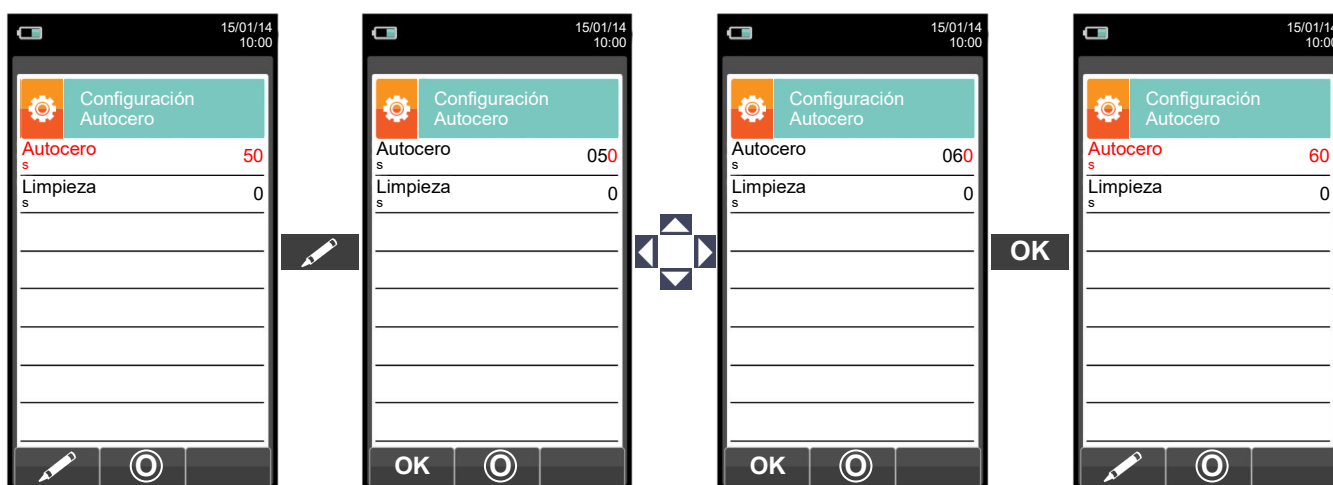 15/01/14
10:00
Configuración
Autocero
Autocero
s
50
Limpieza
s
0
O
15/01/14
10:00
Configuración
Autocero
Autocero
s
050
Limpieza
s
0
OK
O
15/01/14
10:00
Configuración
Autocero
Autocero
s
060
Limpieza
s
0
OK
O
OK
15/01/14
10:00
Configuración
Autocero
Autocero
s
60
Limpieza
s
0
O